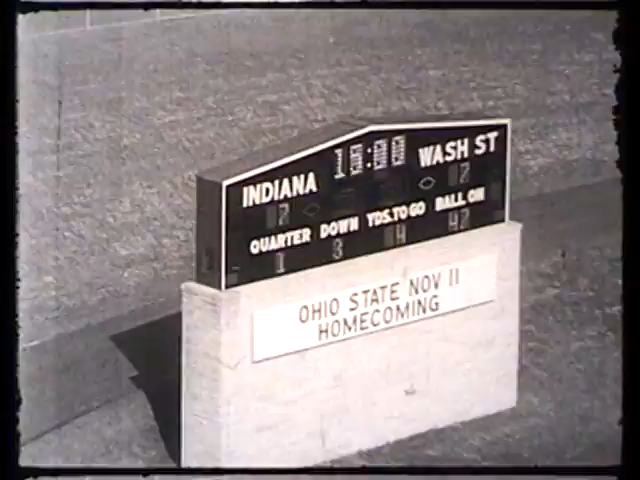 15:00
INDIANA WASH ST
7 7
QUARTER DOWN YDS.TO GO BALL ON
1 3 4 42
OHIO STATE NOV 11
HOMECOMING